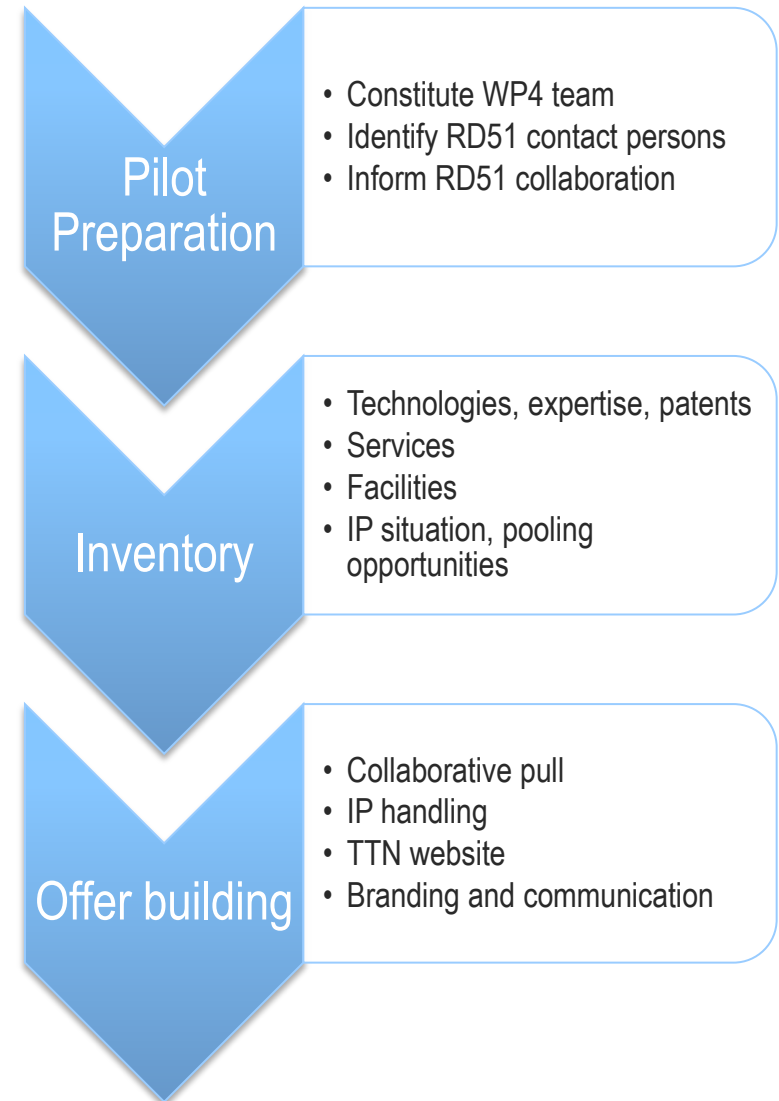 Pilot
Preparation
• Constitute WP4 team
• Identify RD51 contact persons
• Inform RD51 collaboration
Inventory
• Technologies, expertise, patents
• Services
• Facilities
• IP situation, pooling
opportunities
Offer building
• Collaborative pull
• IP handling
• TTN website
• Branding and communication